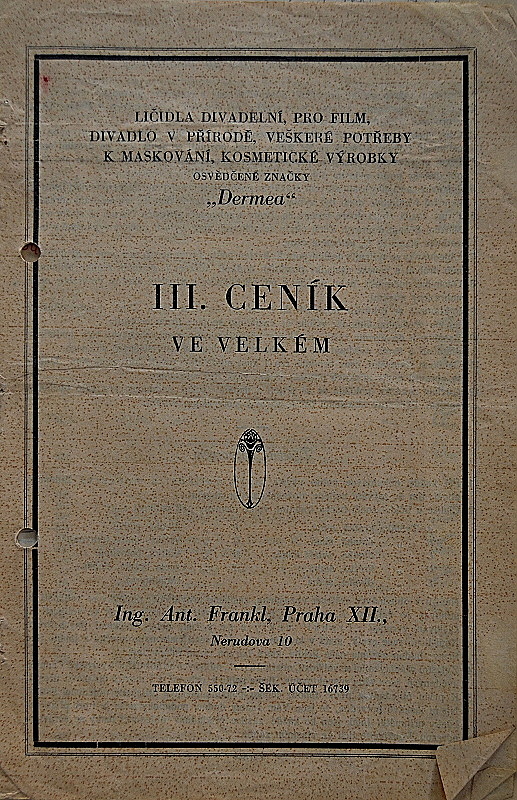 LIČIDLA DIVADELNÍ, PRO FILM,
DIVADLO V PŘÍRODĚ, VEŠKERÉ POTŘEBY
K MASKOVÁNÍ, KOSMETICKÉ VÝROBKY
OSVĚDČENÉ ZNAČKY
„Dermea“
III. CENÍK
VE VELKÉM
Ing. Ant. Frankl, Praha XII.,
Nerudova 10
TELEFON 550-72 -:- ŠEK. ÚČET 16739